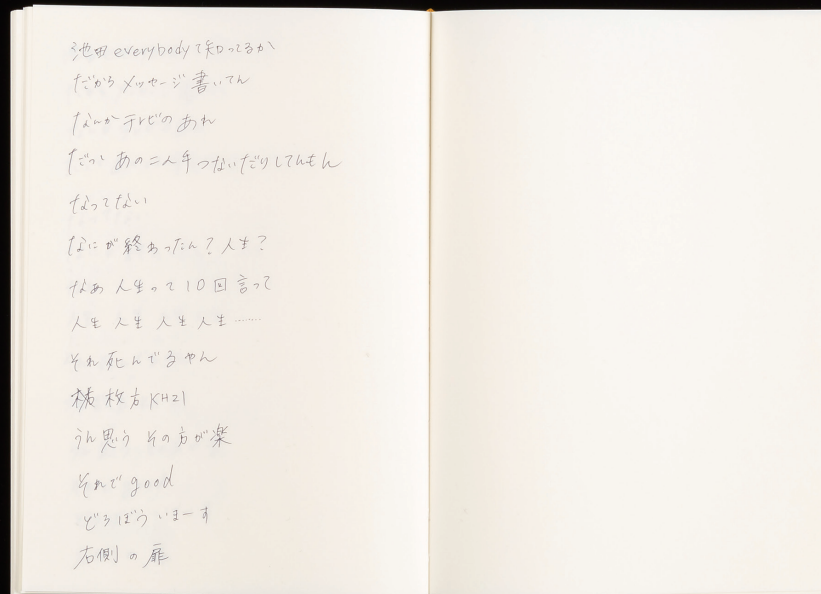 池田everybodyて知ってるか
だからメッセージ書いてん
なんかテレビのあれ
だってあの二人手つないだりしてんもん
なってない
なにが終わったん？人生？
なあ 人生って10回言って
人生 人生 人生 人生……
それ死んでるやん
枚方KH21
うん思う その方が楽
それでgood
どろぼういまーす
右側の扉